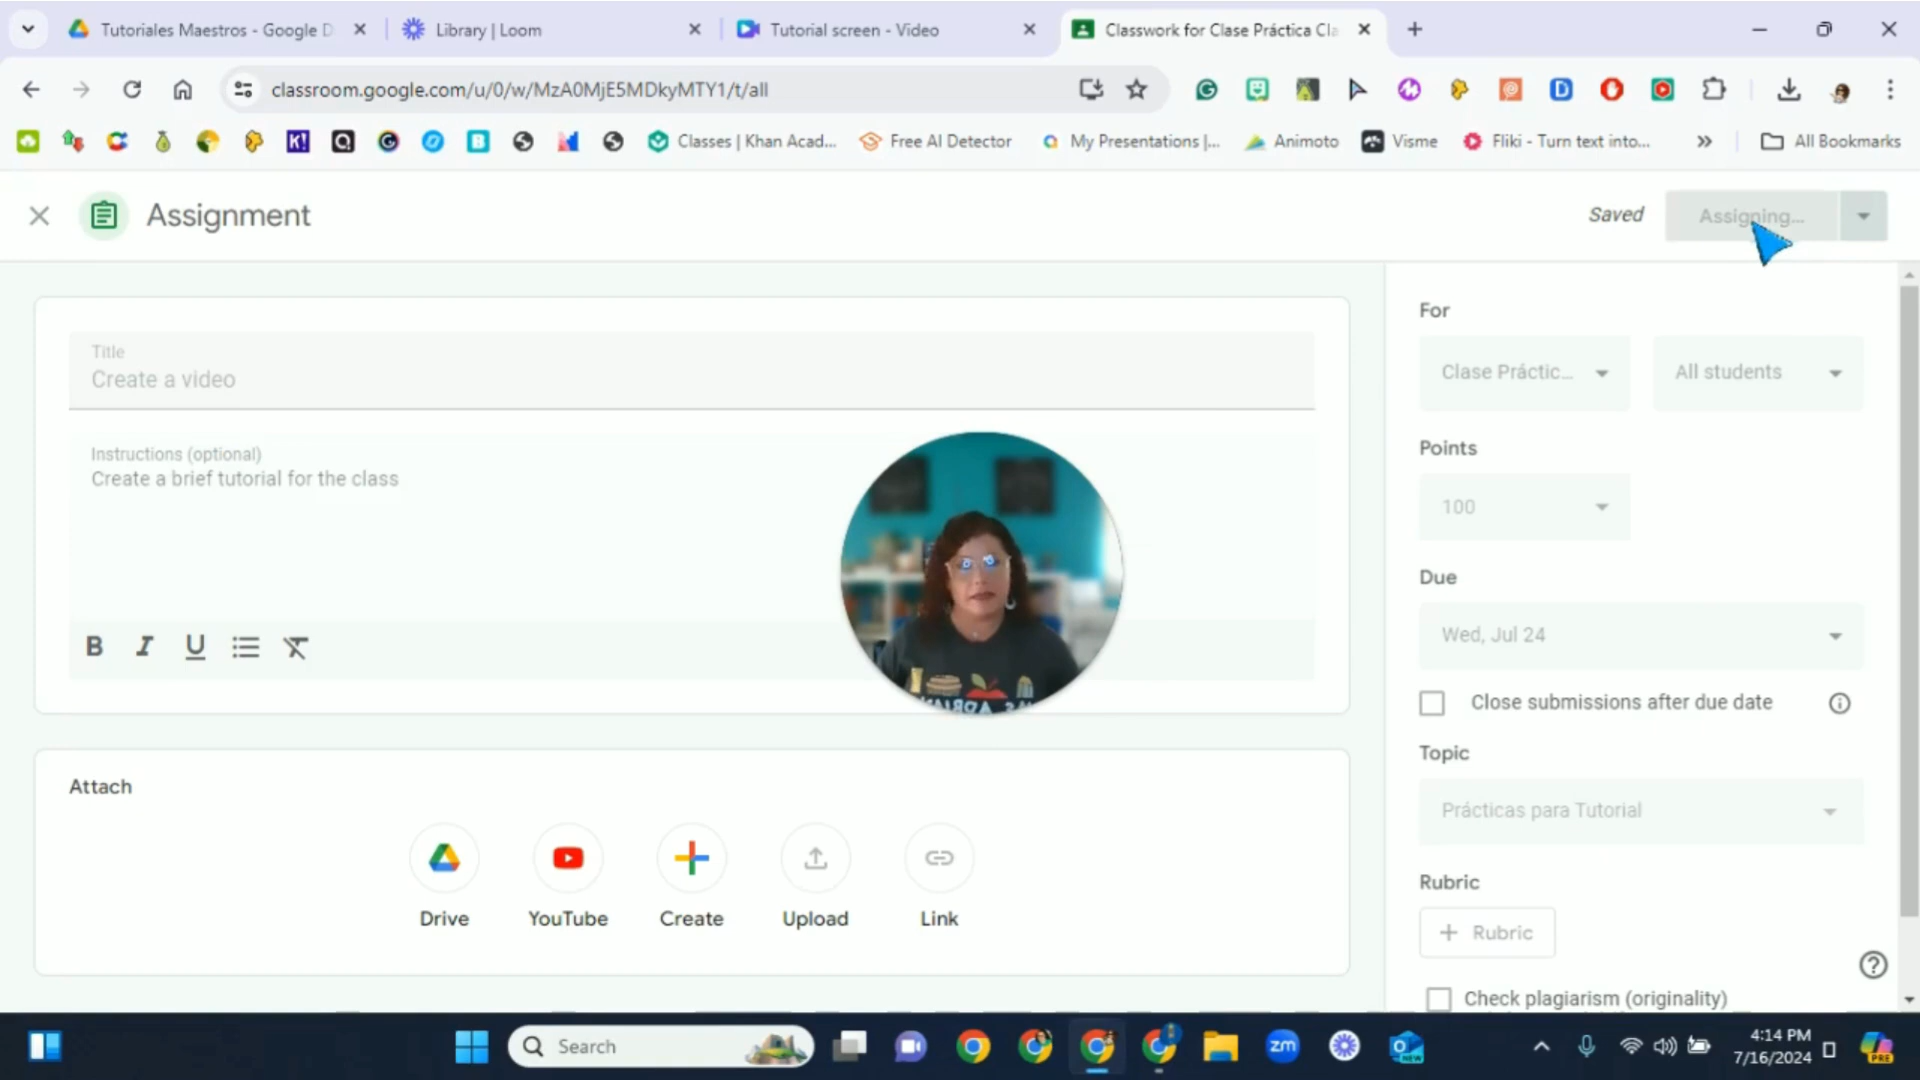 Tutoriales Maestros - Google D
Library | Loom
Tutorial screen - Video
Classwork for Clase Práctica Cla
classroom.google.com/u/0/w/MzA0MjE5MDkyMTY1/t/all
Classes | Khan Acad...
Free AI Detector
My Presentations |...
Animoto
Visme
Fliki - Turn text into...
All Bookmarks
Assignment
Saved
Assigning...
Title
Create a video
Instructions (optional)
Create a brief tutorial for the class
B I U
Attach
Drive
YouTube
Create
Upload
Link
For
Clase Práctic...
All students
Points
100
Due
Wed, Jul 24
Close submissions after due date
Topic
Prácticas para Tutorial
Rubric
+ Rubric
Check plagiarism (originality)
Search
zm
4:14 PM
7/16/2024
PRE